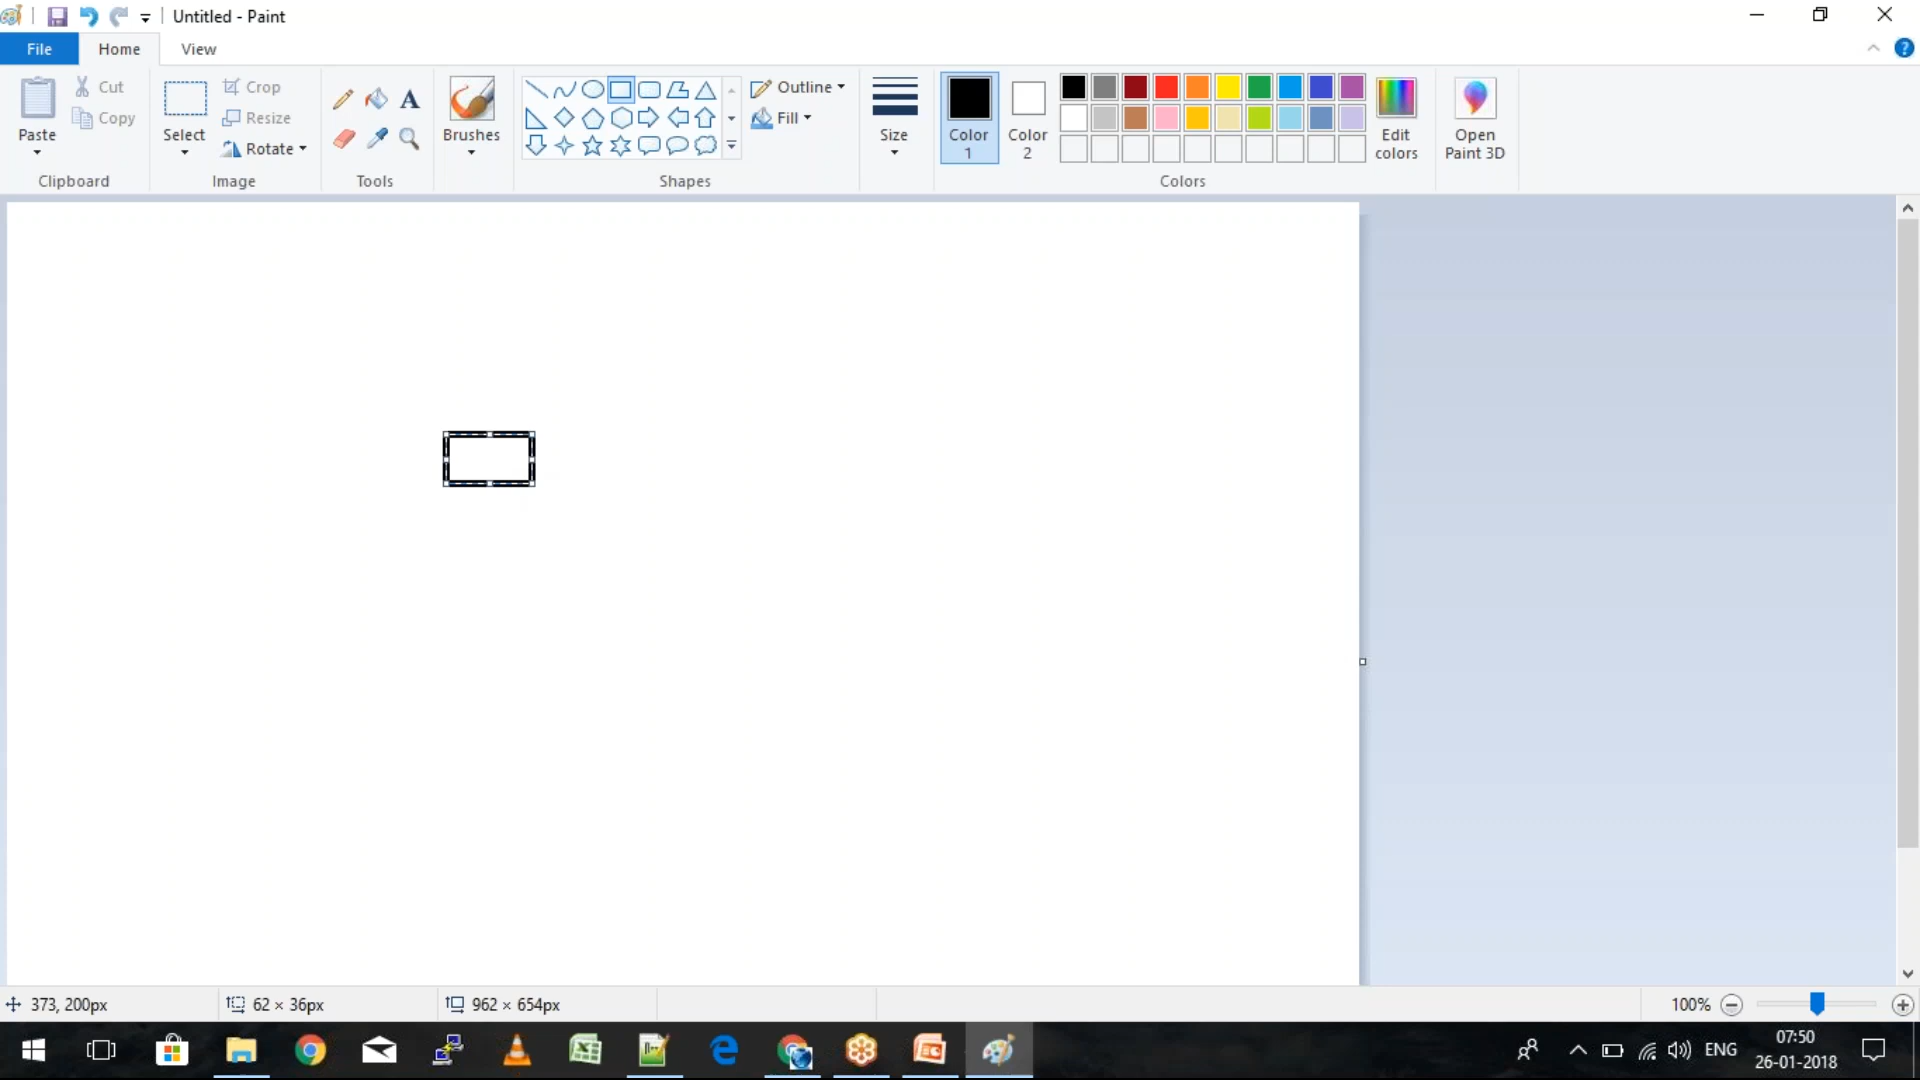 Untitled - Paint
File Home View
Paste
Cut
Copy
Clipboard
Select
Crop
Resize
Rotate
Image
A
Tools
Brushes
Outline
Fill
Shapes
Size
Color
1
Color
2
Edit
colors
Colors
Open
Paint 3D
373, 200px 62 × 36px 962 × 654px 100%
ENG
07:50
26-01-2018